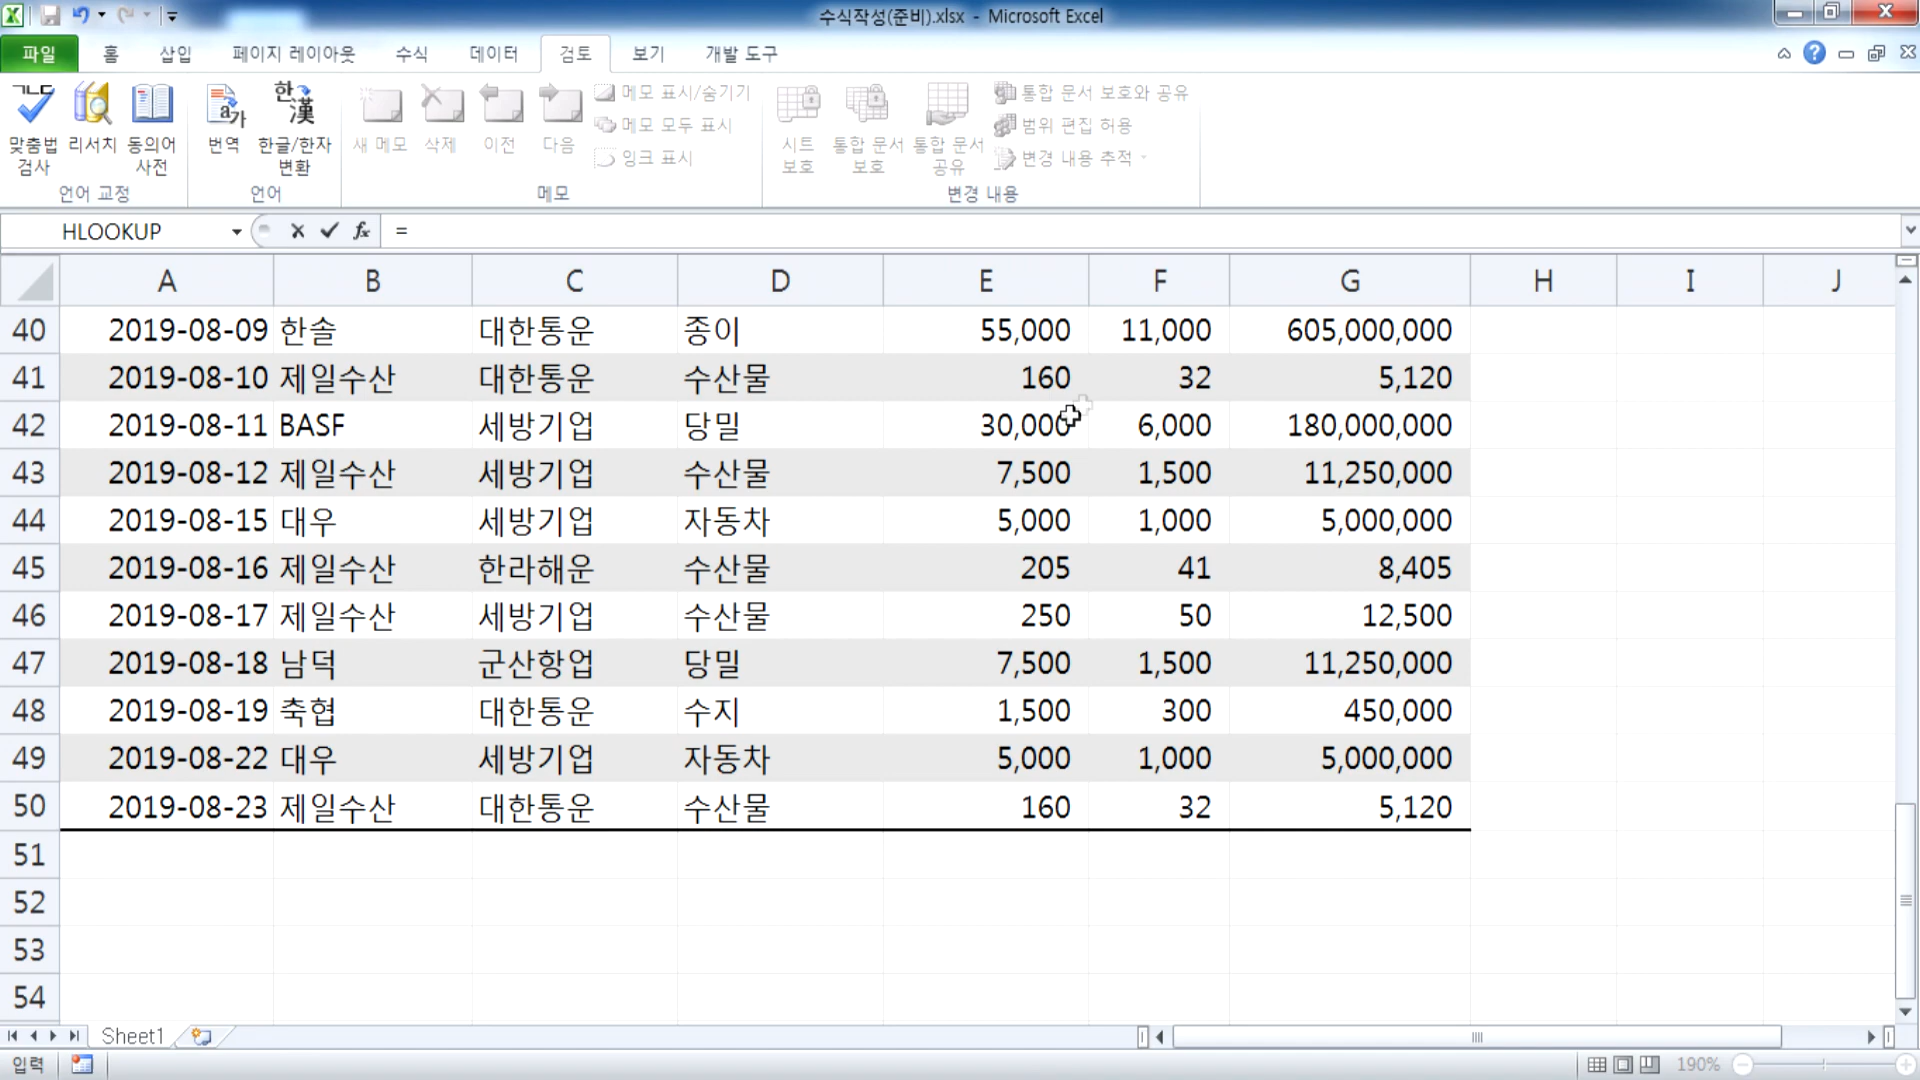 수식작성(준비).xlsx - Microsoft Excel
파일 홈 삽입 페이지 레이아웃 수식 데이터 검토 보기 개발 도구
맞춤법 검사
리서치
동의어 사전
번역
한글/한자 변환
새 메모
삭제
이전
다음
메모 표시/숨기기
메모 모두 표시
잉크 표시
시트 보호
통합 문서 보호
통합 문서 공유
통합 문서 보호와 공유
범위 편집 허용
변경 내용 추적
언어 교정 언어 메모 변경 내용
HLOOKUP fx =
A B C D E F G H I J
40 2019-08-09 한솔 대한통운 종이 55,000 11,000 605,000,000
41 2019-08-10 제일수산 대한통운 수산물 160 32 5,120
42 2019-08-11 BASF 세방기업 당밀 30,000 6,000 180,000,000
43 2019-08-12 제일수산 세방기업 수산물 7,500 1,500 11,250,000
44 2019-08-15 대우 세방기업 자동차 5,000 1,000 5,000,000
45 2019-08-16 제일수산 한라해운 수산물 205 41 8,405
46 2019-08-17 제일수산 세방기업 수산물 250 50 12,500
47 2019-08-18 남덕 군산항업 당밀 7,500 1,500 11,250,000
48 2019-08-19 축협 대한통운 수지 1,500 300 450,000
49 2019-08-22 대우 세방기업 자동차 5,000 1,000 5,000,000
50 2019-08-23 제일수산 대한통운 수산물 160 32 5,120
51
52
53
54
Sheet1
입력 190%